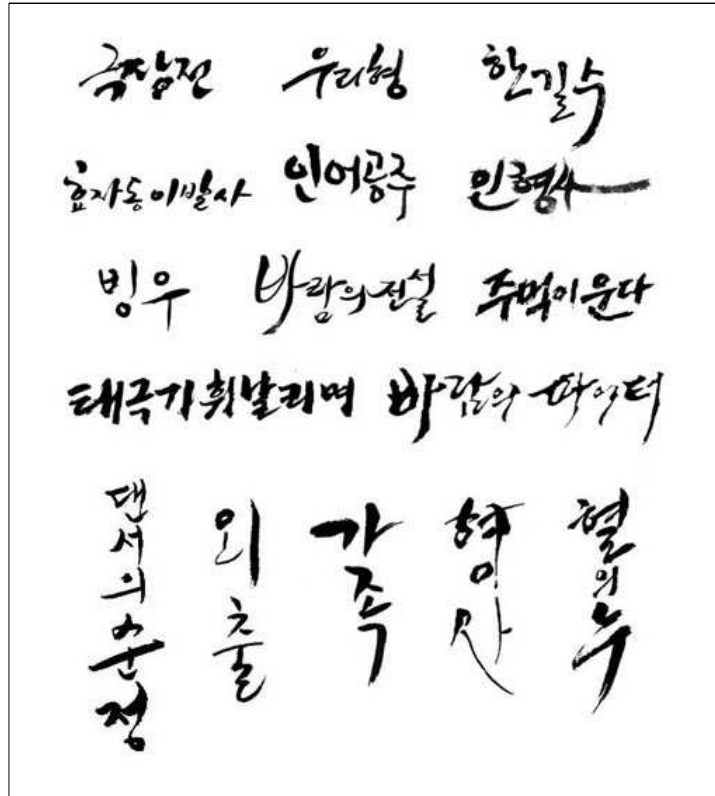 극장전 우리형 한길수
효자동이발사 인어공주 인형사
빙우 바람의전설 주먹이운다
태극기휘날리며 바람의 파이터
댄서의순정
외출
가족
형사
혈의누